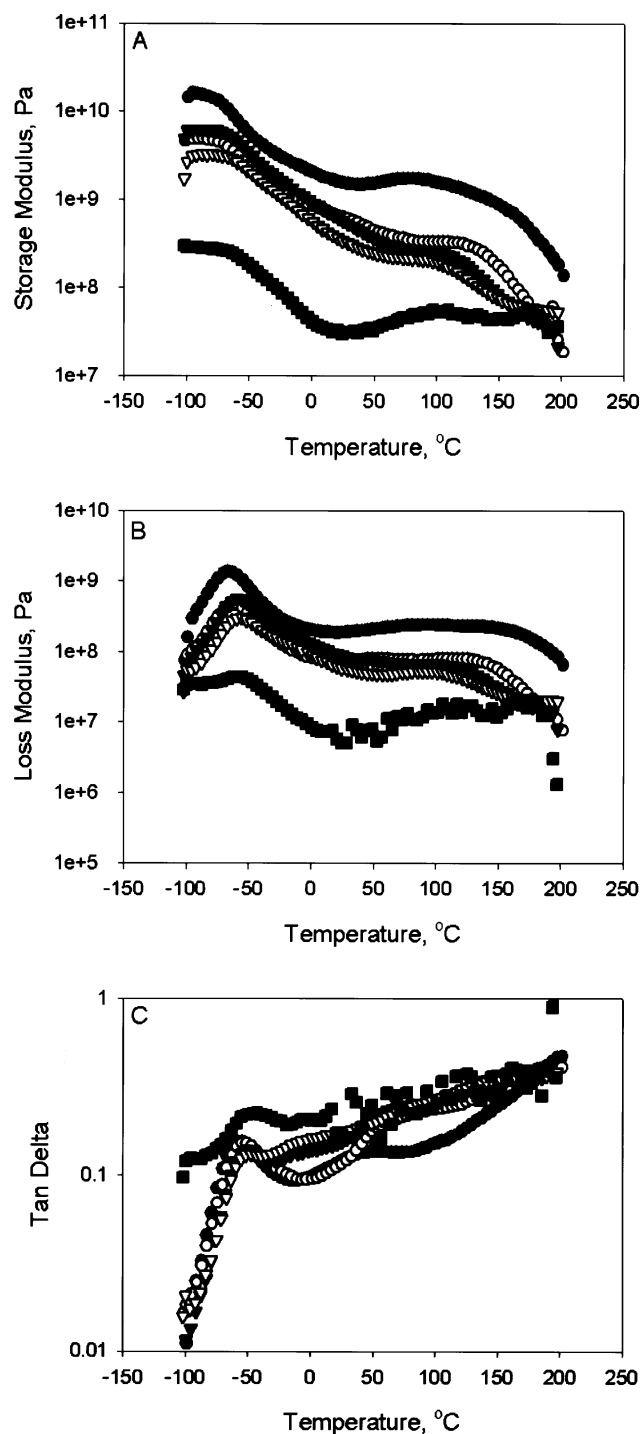 A
1e+11
1e+10
1e+9
1e+8
1e+7
Storage Modulus, Pa
-150 -100 -50 0 50 100 150 200 250
Temperature, °C
B
1e+10
1e+9
1e+8
1e+7
1e+6
1e+5
Loss Modulus, Pa
-150 -100 -50 0 50 100 150 200 250
Temperature, °C
C
1
0.1
0.01
Tan Delta
-150 -100 -50 0 50 100 150 200 250
Temperature, °C